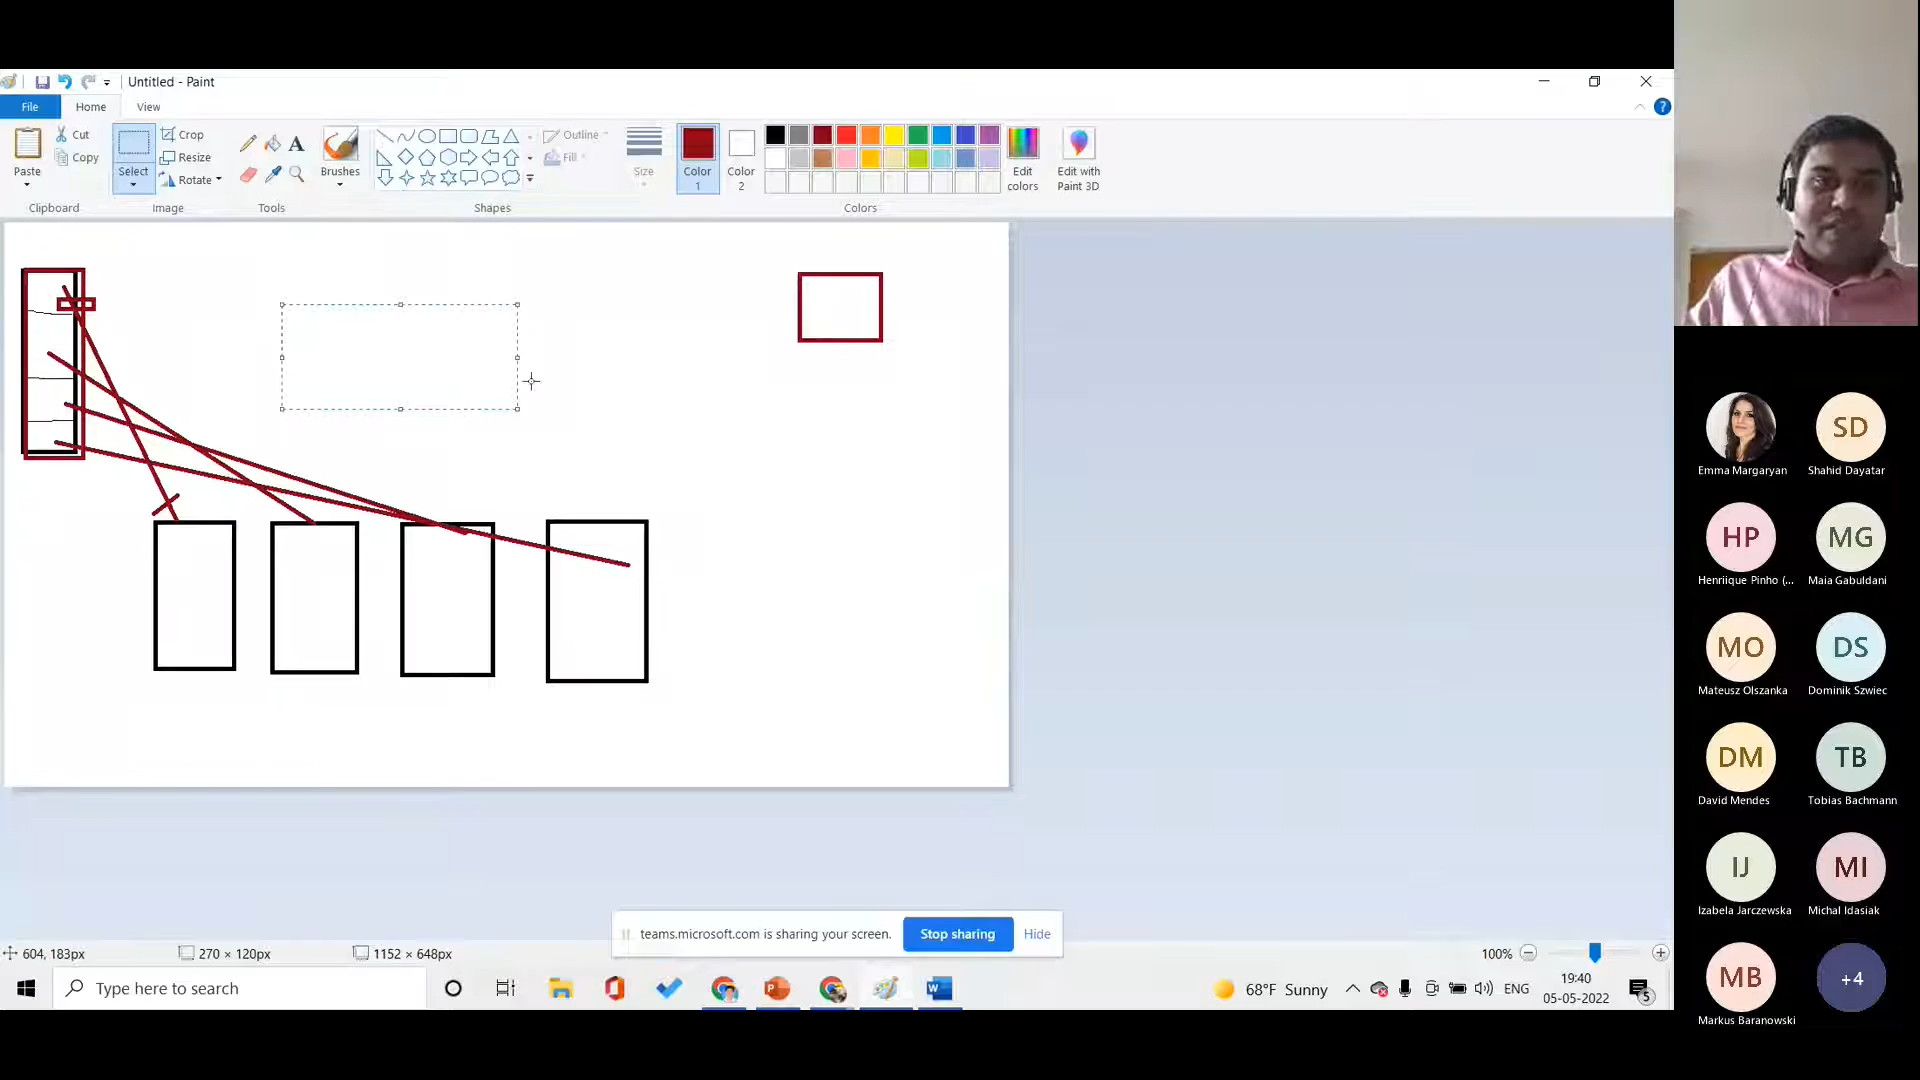 Untitled - Paint
File Home View
Paste
Cut
Copy
Clipboard
Select
Crop
Resize
Rotate
Image
A
Tools
Brushes
Outline
Fill
Shapes
Size
Color 1
Color 2
Edit colors
Edit with Paint 3D
Colors
?
Emma Margaryan
SD
Shahid Dayatar
HP
Henriique Pinho (...
MG
Maia Gabuldani
MO
Mateusz Olszanka
DS
Dominik Szwiec
DM
David Mendes
TB
Tobias Bachmann
IJ
Izabela Jarczewska
MI
Michal Idasiak
MB
Markus Baranowski
+4
teams.microsoft.com is sharing your screen. Stop sharing Hide
604, 183px 270 × 120px 1152 × 648px 100%
Type here to search
68°F Sunny ENG 19:40
05-05-2022
5